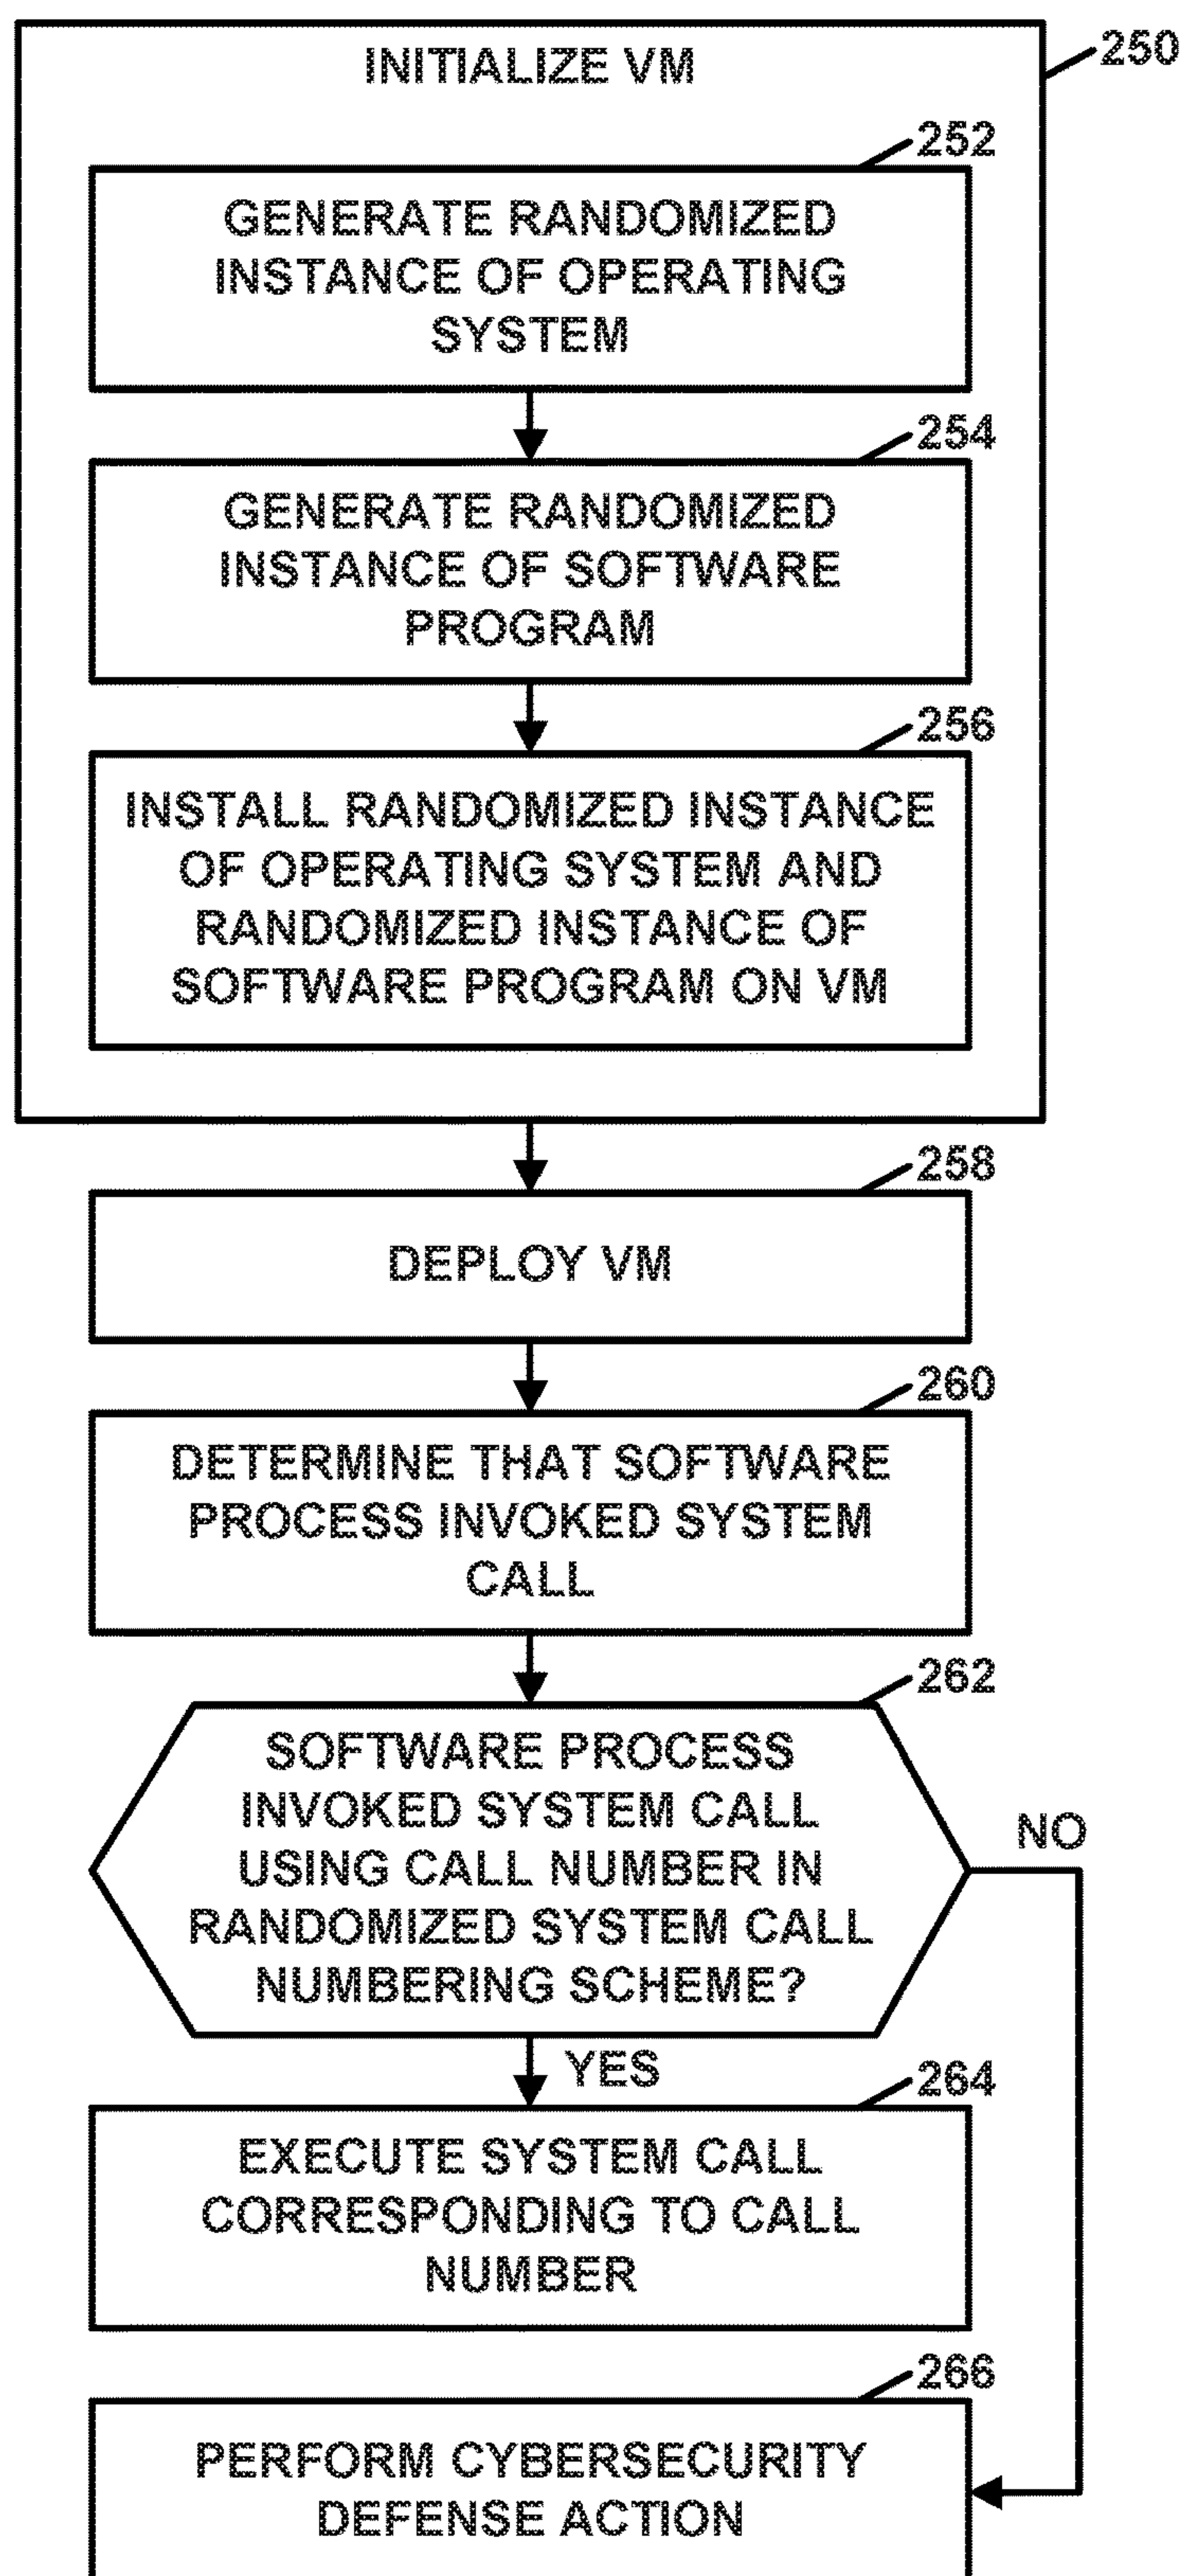 INITIALIZE VM
250
252
GENERATE RANDOMIZED
INSTANCE OF OPERATING
SYSTEM
254
GENERATE RANDOMIZED
INSTANCE OF SOFTWARE
PROGRAM
256
INSTALL RANDOMIZED INSTANCE
OF OPERATING SYSTEM AND
RANDOMIZED INSTANCE OF
SOFTWARE PROGRAM ON VM
258
DEPLOY VM
260
DETERMINE THAT SOFTWARE
PROCESS INVOKED SYSTEM
CALL
262
SOFTWARE PROCESS
INVOKED SYSTEM CALL
USING CALL NUMBER IN
RANDOMIZED SYSTEM CALL
NUMBERING SCHEME?
NO
YES
264
EXECUTE SYSTEM CALL
CORRESPONDING TO CALL
NUMBER
266
PERFORM CYBERSECURITY
DEFENSE ACTION